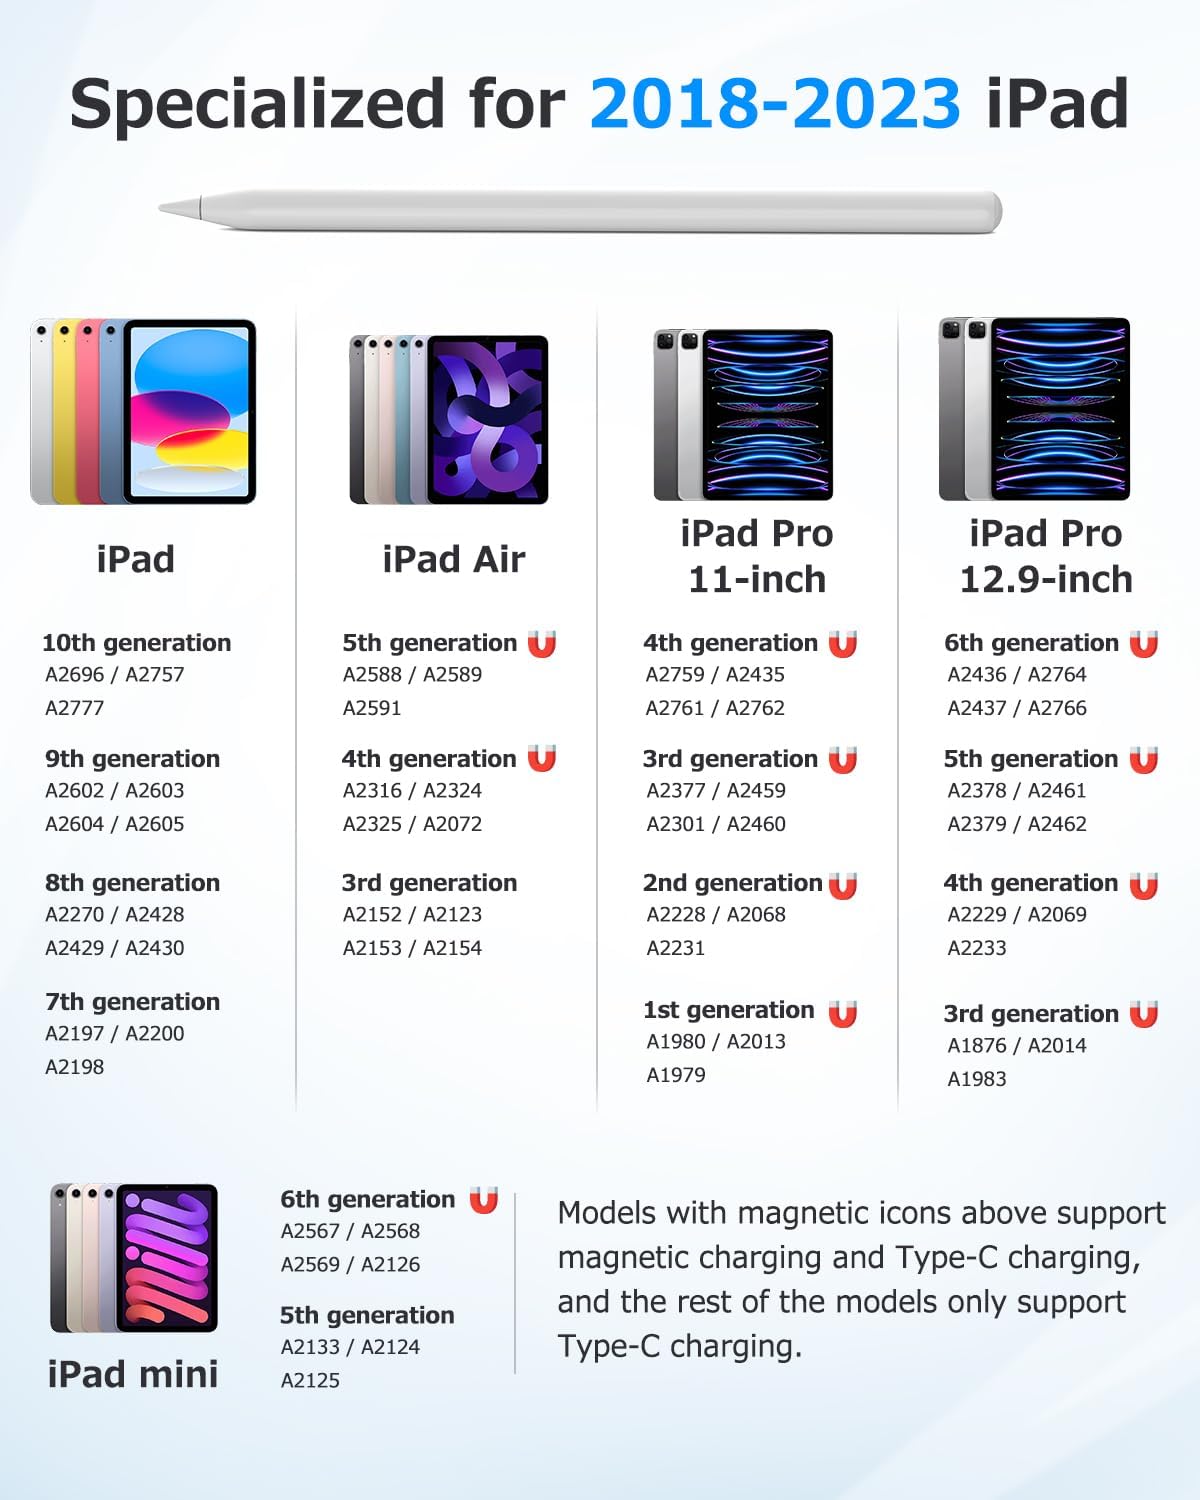 Specialized for 2018-2023 iPad
iPad
10th generation
A2696 / A2757
A2777
9th generation
A2602 / A2603
A2604 / A2605
8th generation
A2270 / A2428
A2429 / A2430
7th generation
A2197 / A2200
A2198
iPad Air
5th generation
A2588 / A2589
A2591
4th generation
A2316 / A2324
A2325 / A2072
3rd generation
A2152 / A2123
A2153 / A2154
iPad Pro
11-inch
4th generation
A2759 / A2435
A2761 / A2762
3rd generation
A2377 / A2459
A2301 / A2460
2nd generation
A2228 / A2068
A2231
1st generation
A1980 / A2013
A1979
iPad Pro
12.9-inch
6th generation
A2436 / A2764
A2437 / A2766
5th generation
A2378 / A2461
A2379 / A2462
4th generation
A2229 / A2069
A2233
3rd generation
A1876 / A2014
A1983
iPad mini
6th generation
A2567 / A2568
A2569 / A2126
5th generation
A2133 / A2124
A2125
Models with magnetic icons above support
magnetic charging and Type-C charging,
and the rest of the models only support
Type-C charging.